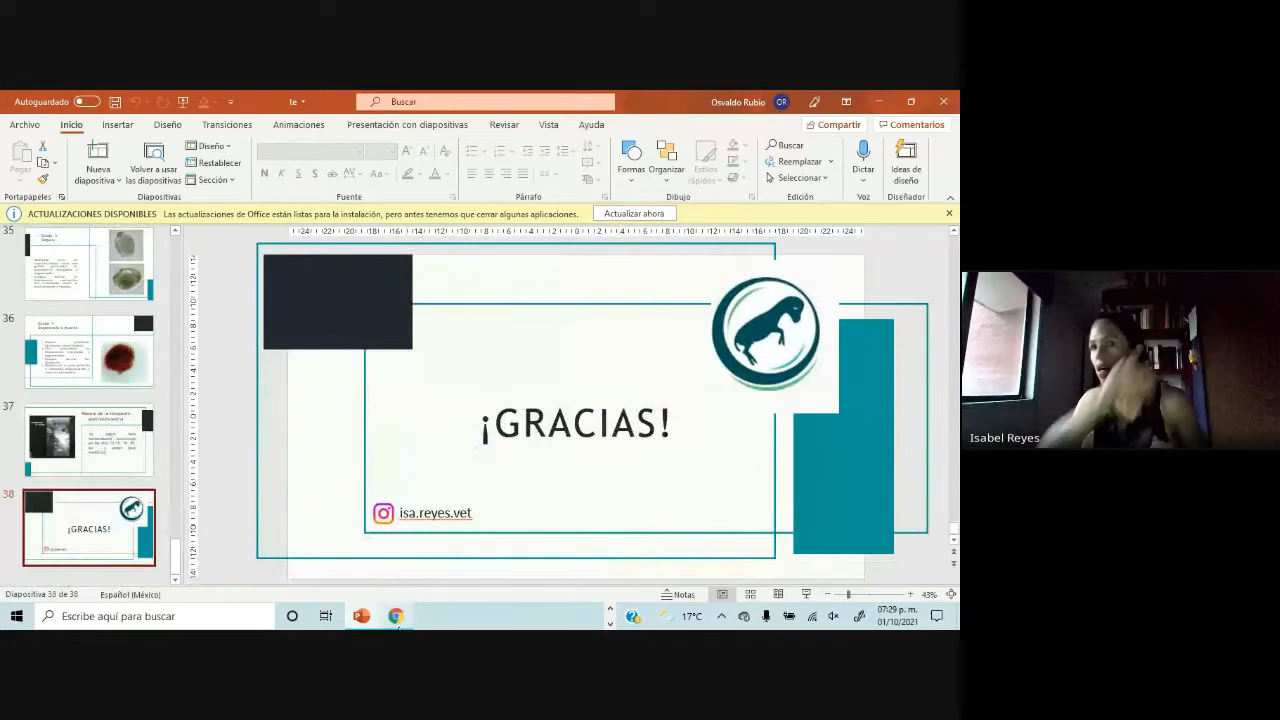 Autoguardado
te
Buscar
Osvaldo Rubio
OR
Archivo Inicio Insertar Diseño Transiciones Animaciones Presentación con diapositivas Revisar Vista Ayuda
Compartir Comentarios
Pegar
Nueva diapositiva
Volver a usar las diapositivas
Diseño
Restablecer
Sección
N K S S ab AV Aa A
Formas Organizar Estilos rápidos
Buscar
Reemplazar
Seleccionar
Dictar
Ideas de diseño
Portapapeles Diapositivas Fuente Párrafo Dibujo Edición Voz Diseñador
ACTUALIZACIONES DISPONIBLES Las actualizaciones de Office están listas para la instalación, pero antes tenemos que cerrar algunas aplicaciones. Actualizar ahora
35
36
37
38
¡GRACIAS!
¡GRACIAS!
isa.reyes.vet
Isabel Reyes
Diapositiva 38 de 38 Español (México) Notas 43%
Escribe aquí para buscar
17°C
07:29 p. m.
01/10/2021